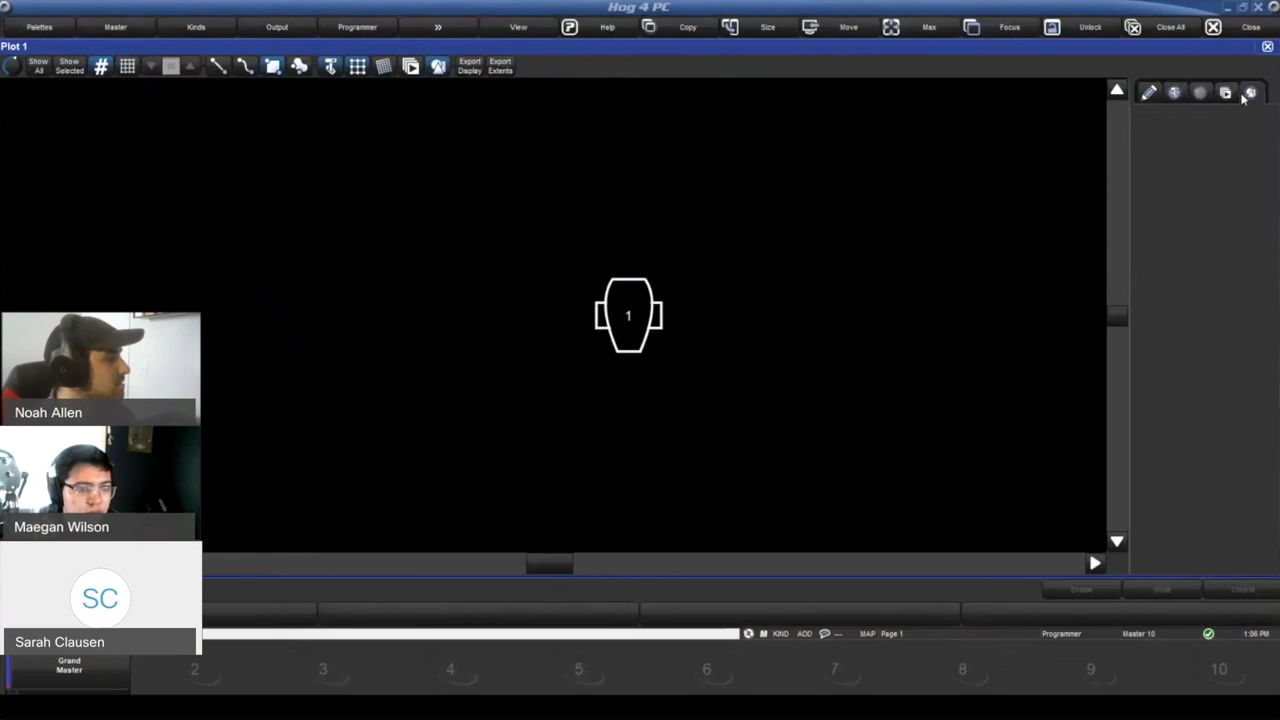 Hog 4 PC
Palettes Master Kinds Output Programmer » View ? Help Copy Size Move Max Focus Unlock Close All Close
Plot 1
Show All Show Selected # Export Display Export Extents
1
Noah Allen
Maegan Wilson
SC
Sarah Clausen
M KIND ADD — MAP Page 1 Programmer Master 10 1:06 PM
Grand Master 2 3 4 5 6 7 8 9 10